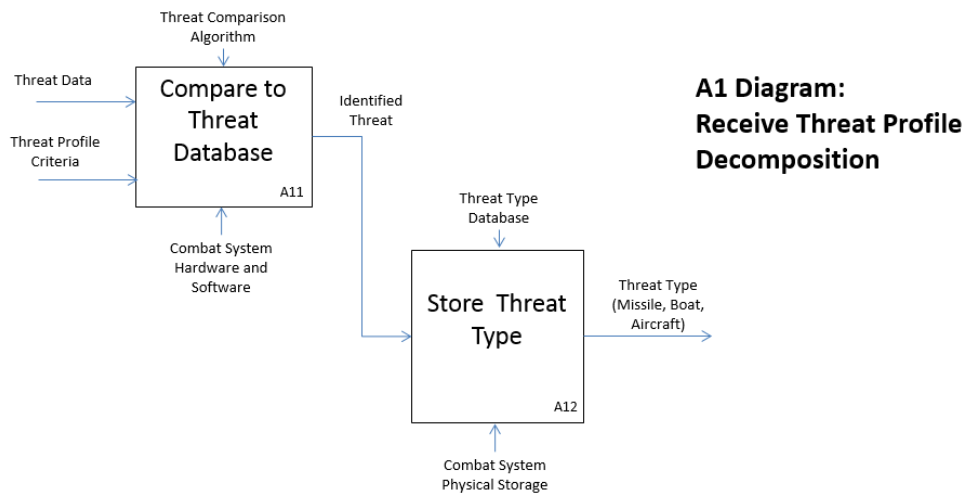 Threat Comparison
Algorithm
Threat Data
Compare to
Threat
Database
A11
Threat Profile
Criteria
Identified
Threat
Combat System
Hardware and
Software
A1 Diagram:
Receive Threat Profile
Decomposition
Threat Type
Database
Store Threat
Type
A12
Threat Type
(Missile, Boat,
Aircraft)
Combat System
Physical Storage